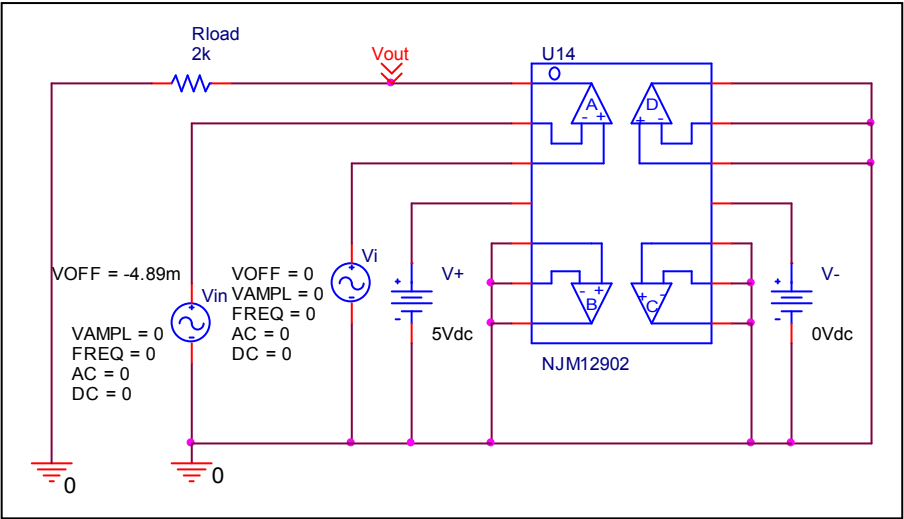 Rload
2k
Vout
U14
A
- +
D
+ -
Vi
VOFF = -4.89m
Vin
VAMPL = 0
FREQ = 0
AC = 0
DC = 0
VOFF = 0
VAMPL = 0
FREQ = 0
AC = 0
DC = 0
V+
+
-
5Vdc
- +
B
+ -
C
V-
+
-
0Vdc
NJM12902
0
0